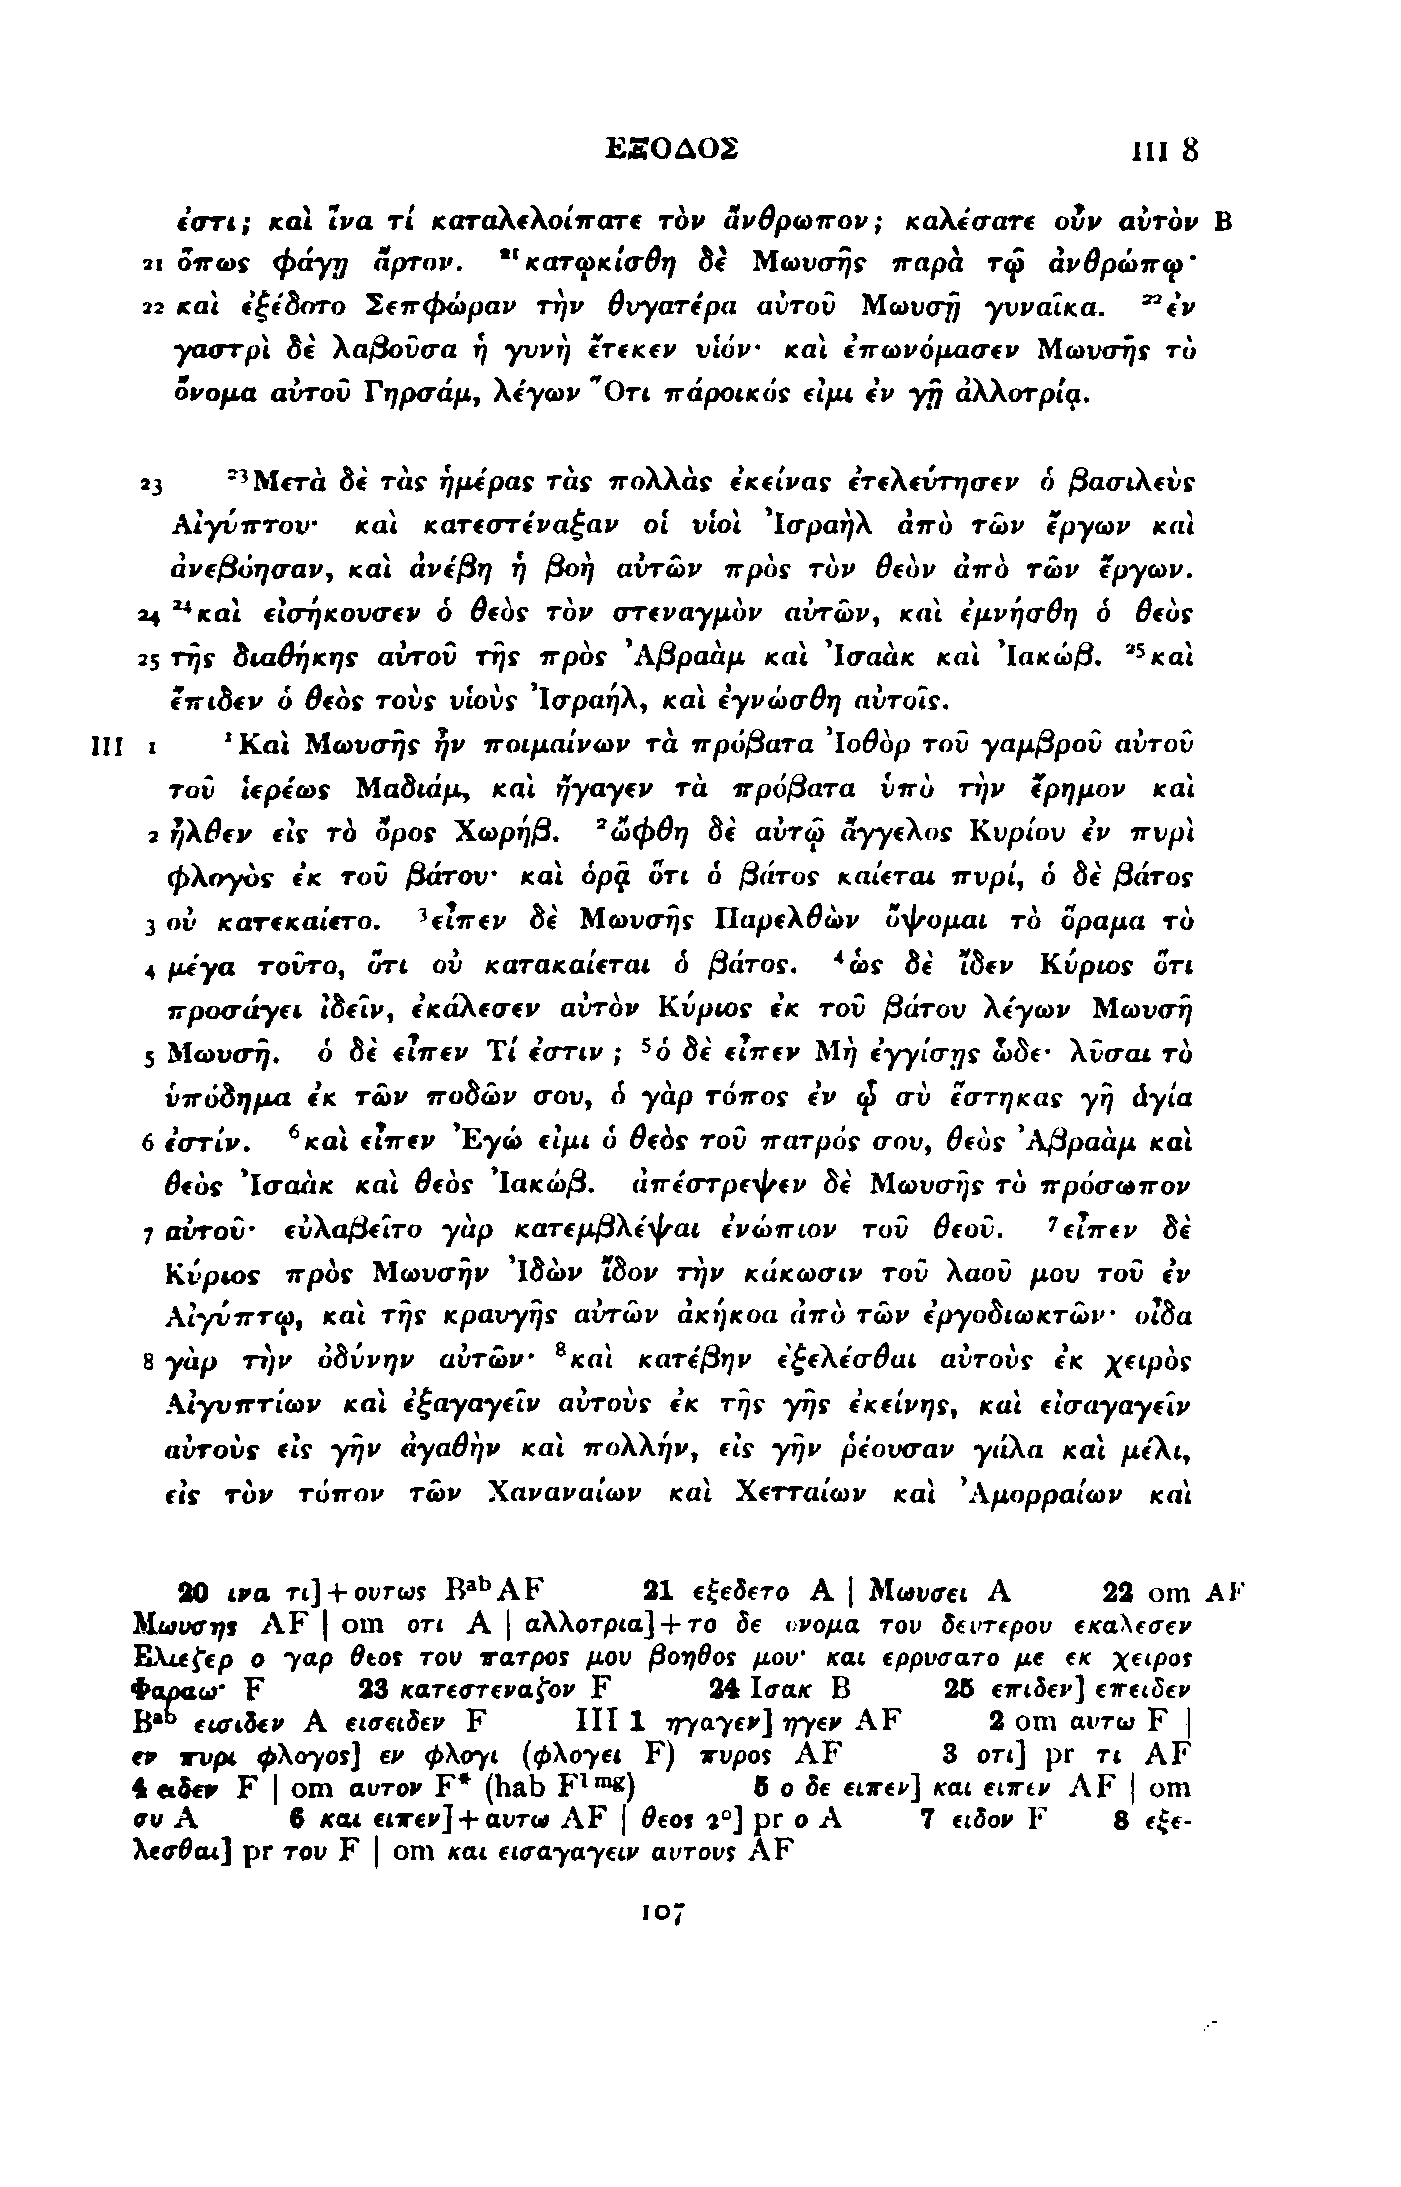 ΕΞΟΔΟΣ III 8
ἐστι; καὶ ἵνα τί καταλελοίπατε τὸν ἄνθρωπον; καλέσατε οὖν αὐτὸν B
21 ὅπως φάγῃ ἄρτον. ²¹κατῳκίσθη δὲ Μωυσῆς παρὰ τῷ ἀνθρώπῳ·
22 καὶ ἐξέδοτο Σεπφώραν τὴν θυγατέρα αὐτοῦ Μωυσῇ γυναῖκα. ²²ἐν
γαστρὶ δὲ λαβοῦσα ἡ γυνὴ ἔτεκεν υἱόν· καὶ ἐπωνόμασεν Μωυσῆς τὸ
ὄνομα αὐτοῦ Γηρσάμ, λέγων Ὅτι πάροικός εἰμι ἐν γῇ ἀλλοτρίᾳ.
23 ²³Μετὰ δὲ τὰς ἡμέρας τὰς πολλὰς ἐκείνας ἐτελεύτησεν ὁ βασιλεὺς
Αἰγύπτου· καὶ κατεστέναξαν οἱ υἱοὶ Ἰσραὴλ ἀπὸ τῶν ἔργων καὶ
ἀνεβόησαν, καὶ ἀνέβη ἡ βοὴ αὐτῶν πρὸς τὸν θεὸν ἀπὸ τῶν ἔργων.
24 ²⁴καὶ εἰσήκουσεν ὁ θεὸς τὸν στεναγμὸν αὐτῶν, καὶ ἐμνήσθη ὁ θεὸς
25 τῆς διαθήκης αὐτοῦ τῆς πρὸς Ἀβραὰμ καὶ Ἰσαὰκ καὶ Ἰακώβ. ²⁵καὶ
ἔπιδεν ὁ θεὸς τοὺς υἱοὺς Ἰσραήλ, καὶ ἐγνώσθη αὐτοῖς.
III 1 ¹Καὶ Μωυσῆς ἦν ποιμαίνων τὰ πρόβατα Ἰοθὸρ τοῦ γαμβροῦ αὐτοῦ
τοῦ ἱερέως Μαδιάμ, καὶ ἤγαγεν τὰ πρόβατα ὑπὸ τὴν ἔρημον καὶ
2 ἦλθεν εἰς τὸ ὄρος Χωρήβ. ²ὤφθη δὲ αὐτῷ ἄγγελος Κυρίου ἐν πυρὶ
φλογὸς ἐκ τοῦ βάτου· καὶ ὁρᾷ ὅτι ὁ βάτος καίεται πυρί, ὁ δὲ βάτος
3 οὐ κατεκαίετο. ³εἶπεν δὲ Μωυσῆς Παρελθὼν ὄψομαι τὸ ὅραμα τὸ
4 μέγα τοῦτο, ὅτι οὐ κατακαίεται ὁ βάτος. ⁴ὡς δὲ ἴδεν Κύριος ὅτι
προσάγει ἰδεῖν, ἐκάλεσεν αὐτὸν Κύριος ἐκ τοῦ βάτου λέγων Μωυσῆ
5 Μωυσῆ. ὁ δὲ εἶπεν Τί ἐστιν; ⁵ὁ δὲ εἶπεν Μὴ ἐγγίσῃς ὧδε· λῦσαι τὸ
ὑπόδημα ἐκ τῶν ποδῶν σου, ὁ γὰρ τόπος ἐν ᾧ σὺ ἕστηκας γῆ ἁγία
6 ἐστίν. ⁶καὶ εἶπεν Ἐγώ εἰμι ὁ θεὸς τοῦ πατρός σου, θεὸς Ἀβραὰμ καὶ
θεὸς Ἰσαὰκ καὶ θεὸς Ἰακώβ. ἀπέστρεψεν δὲ Μωυσῆς τὸ πρόσωπον
7 αὐτοῦ· εὐλαβεῖτο γὰρ κατεμβλέψαι ἐνώπιον τοῦ θεοῦ. ⁷εἶπεν δὲ
Κύριος πρὸς Μωυσῆν Ἰδὼν ἴδον τὴν κάκωσιν τοῦ λαοῦ μου τοῦ ἐν
Αἰγύπτῳ, καὶ τῆς κραυγῆς αὐτῶν ἀκήκοα ἀπὸ τῶν ἐργοδιωκτῶν· οἶδα
8 γὰρ τὴν ὀδύνην αὐτῶν· ⁸καὶ κατέβην ἐξελέσθαι αὐτοὺς ἐκ χειρὸς
Αἰγυπτίων καὶ ἐξαγαγεῖν αὐτοὺς ἐκ τῆς γῆς ἐκείνης, καὶ εἰσαγαγεῖν
αὐτοὺς εἰς γῆν ἀγαθὴν καὶ πολλήν, εἰς γῆν ῥέουσαν γάλα καὶ μέλι,
εἰς τὸν τόπον τῶν Χαναναίων καὶ Χετταίων καὶ Ἀμορραίων καὶ
20 ινα τι]+ουτως Bᵃᵇ AF 21 εξεδετο A | Μωυσει A 22 om AF
Μωυσης AF | om οτι A | αλλοτρια]+το δε ονομα του δευτερου εκαλεσεν
Ελιεζερ ο γαρ θεος του πατρος μου βοηθος μου· και ερρυσατο με εκ χειρος
Φαραω· F 23 κατεστεναζον F 24 Ισακ B 25 επιδεν] επειδεν
Bᵃᵇ εισιδεν A εισειδεν F III 1 ηγαγεν] ηγεν AF 2 om αυτω F |
εν πυρι φλογος] εν φλογι (φλογει F) πυρος AF 3 οτι] pr τι AF
4 ειδεν F | om αυτον F* (hab F¹ᵐᵍ) 5 ο δε ειπεν] και ειπεν AF | om
συ A 6 και ειπεν]+αυτω AF | θεος 2°] pr ο A 7 ειδον F 8 εξε-
λεσθαι] pr του F | om και εισαγαγειν αυτους AF
107